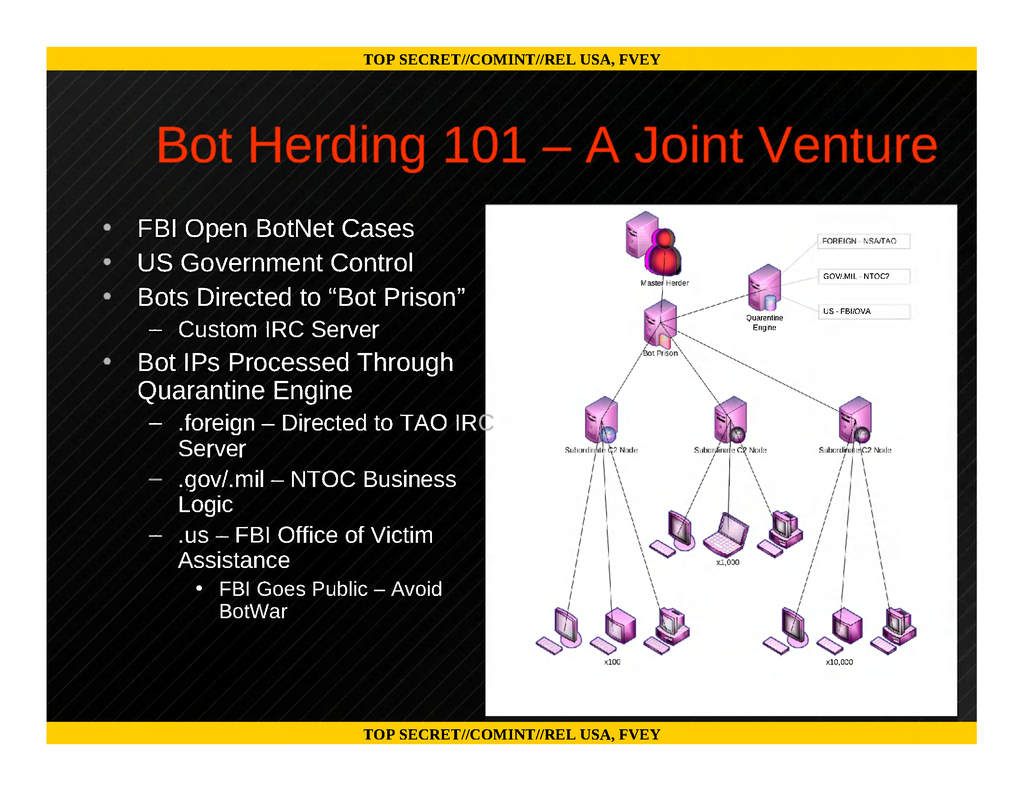 TOP SECRET//COMINT//REL USA, FVEY
Bot Herding 101 – A Joint Venture
• FBI Open BotNet Cases
• US Government Control
• Bots Directed to “Bot Prison”
– Custom IRC Server
• Bot IPs Processed Through
Quarantine Engine
– .foreign – Directed to TAO IRC
Server
– .gov/.mil – NTOC Business
Logic
– .us – FBI Office of Victim
Assistance
• FBI Goes Public – Avoid
BotWar
Master Herder
FOREIGN - NSA/TAO
GOV/.MIL - NTOC?
US - FBI/OVA
Quarentine
Engine
Bot Prison
Subordinate C2 Node
Subordinate C2 Node
Subordinate C2 Node
x1,000
x100
x10,000
TOP SECRET//COMINT//REL USA, FVEY